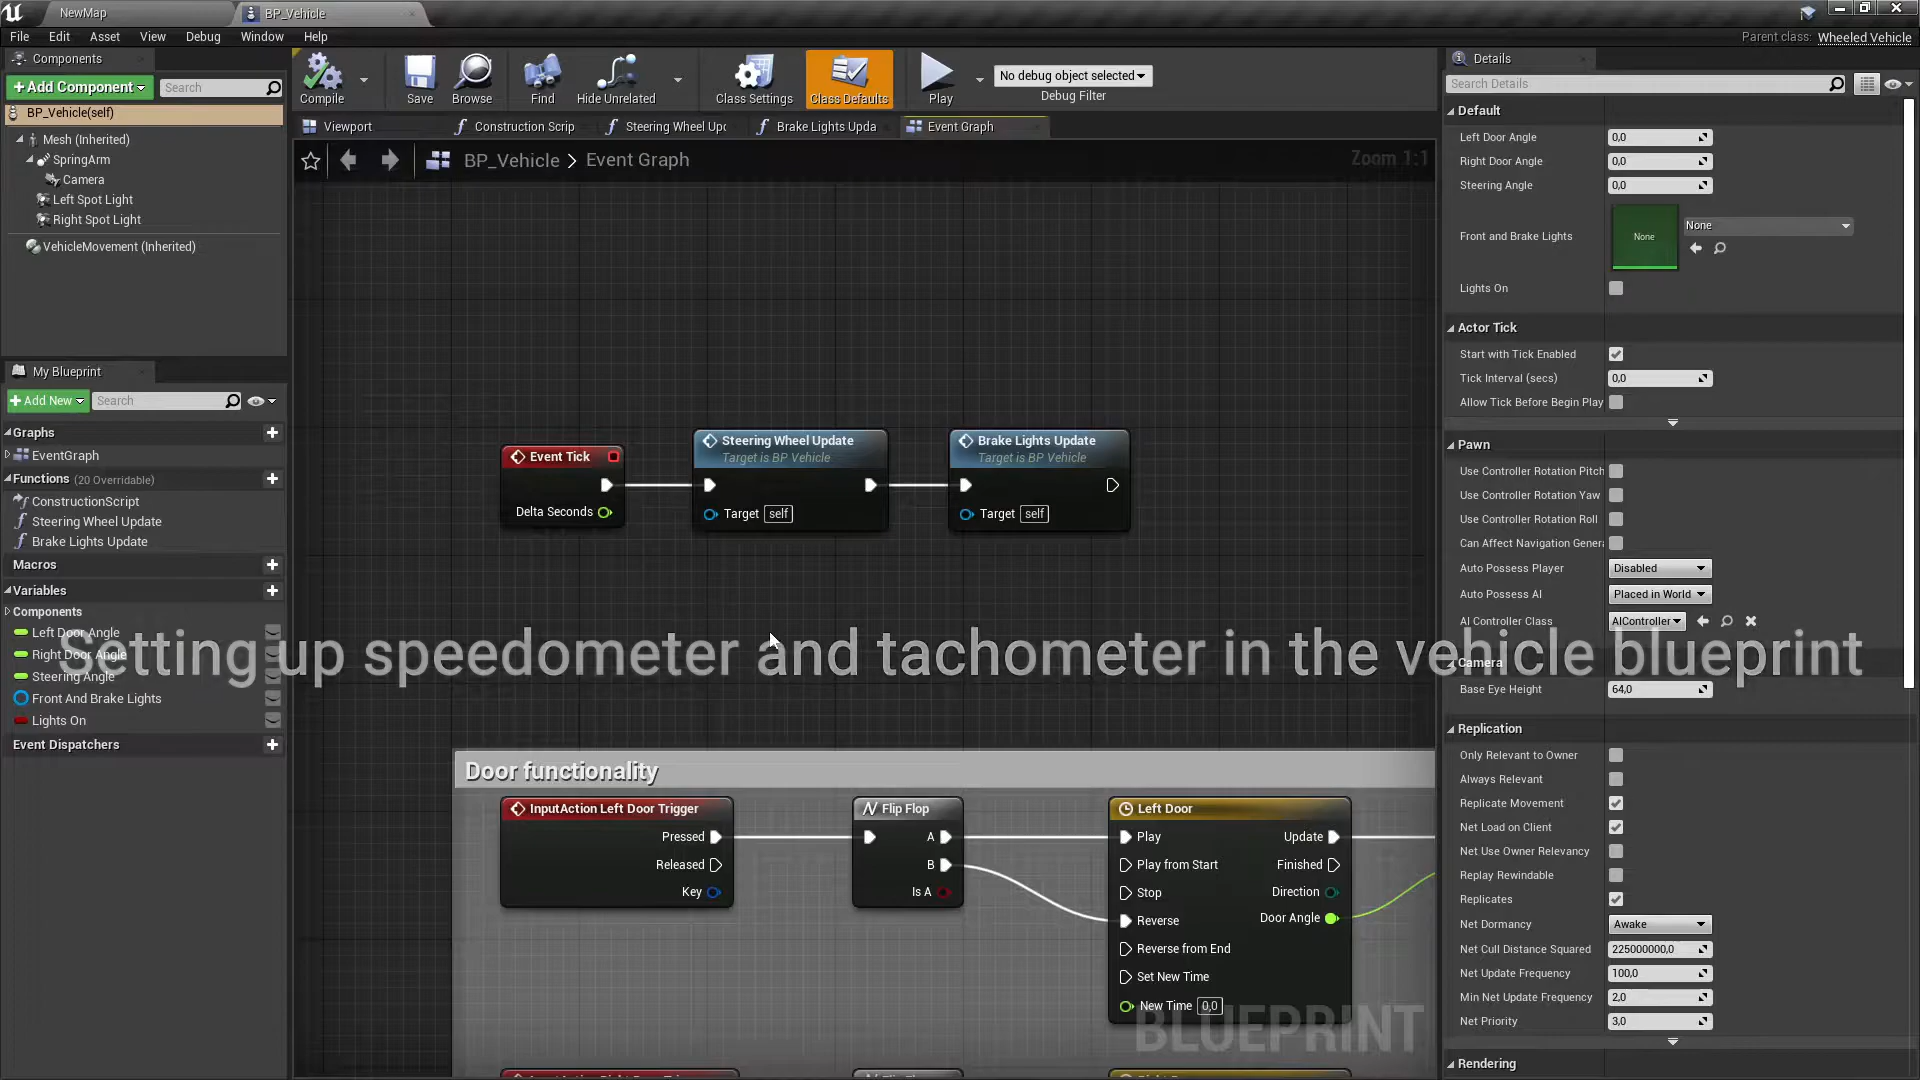 NewMap
BP_Vehicle
File Edit Asset View Debug Window Help
Parent class: Wheeled Vehicle
Components
+Add Component
Search
BP_Vehicle(self)
Mesh (Inherited)
SpringArm
Camera
Left Spot Light
Right Spot Light
VehicleMovement (Inherited)
My Blueprint
+Add New
Search
Graphs
EventGraph
Functions (20 Overridable)
ConstructionScript
Steering Wheel Update
Brake Lights Update
Macros
Variables
Components
Left Door Angle
Right Door Angle
Steering Angle
Front And Brake Lights
Lights On
Event Dispatchers
Compile
Save
Browse
Find
Hide Unrelated
Class Settings
Class Defaults
Play
No debug object selected
Debug Filter
Viewport
Construction Scrip
Steering Wheel Upd
Brake Lights Upda
Event Graph
BP_Vehicle > Event Graph
Zoom 1:1
Event Tick
Delta Seconds
Steering Wheel Update
Target is BP Vehicle
Target self
Brake Lights Update
Target is BP Vehicle
Target self
Setting up speedometer and tachometer in the vehicle blueprint
Door functionality
InputAction Left Door Trigger
Pressed
Released
Key
Flip Flop
A
B
Is A
Left Door
Play Update
Play from Start Finished
Stop Direction
Reverse Door Angle
Reverse from End
Set New Time
New Time 0,0
BLUEPRINT
Details
Search Details
Default
Left Door Angle 0,0
Right Door Angle 0,0
Steering Angle 0,0
Front and Brake Lights None None
Lights On
Actor Tick
Start with Tick Enabled
Tick Interval (secs) 0,0
Allow Tick Before Begin Play
Pawn
Use Controller Rotation Pitch
Use Controller Rotation Yaw
Use Controller Rotation Roll
Can Affect Navigation Genera
Auto Possess Player Disabled
Auto Possess AI Placed in World
AI Controller Class AIController
Camera
Base Eye Height 64,0
Replication
Only Relevant to Owner
Always Relevant
Replicate Movement
Net Load on Client
Net Use Owner Relevancy
Replay Rewindable
Replicates
Net Dormancy Awake
Net Cull Distance Squared 225000000,0
Net Update Frequency 100,0
Min Net Update Frequency 2,0
Net Priority 3,0
Rendering